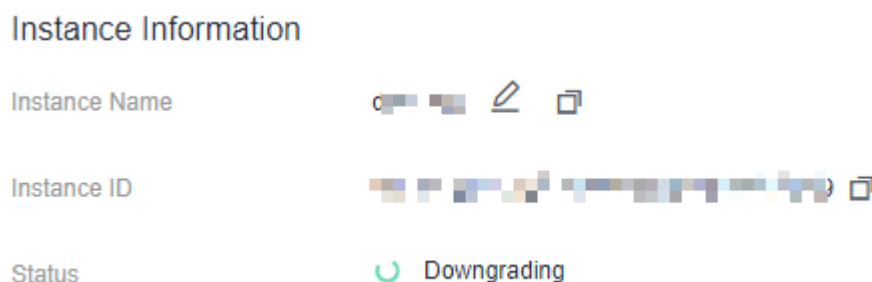 Instance Information
Instance Name
Instance ID
Status Downgrading